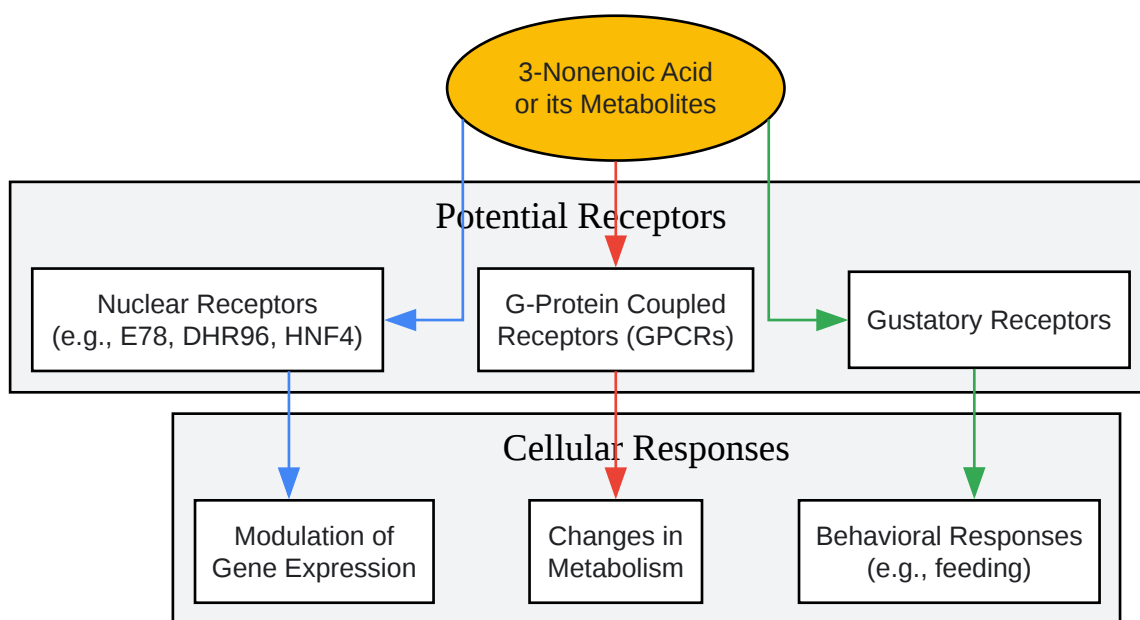 3-Nonenoic Acid
or its Metabolites
Potential Receptors
Nuclear Receptors
(e.g., E78, DHR96, HNF4)
G-Protein Coupled
Receptors (GPCRs)
Gustatory Receptors
Cellular Responses
Modulation of
Gene Expression
Changes in
Metabolism
Behavioral Responses
(e.g., feeding)